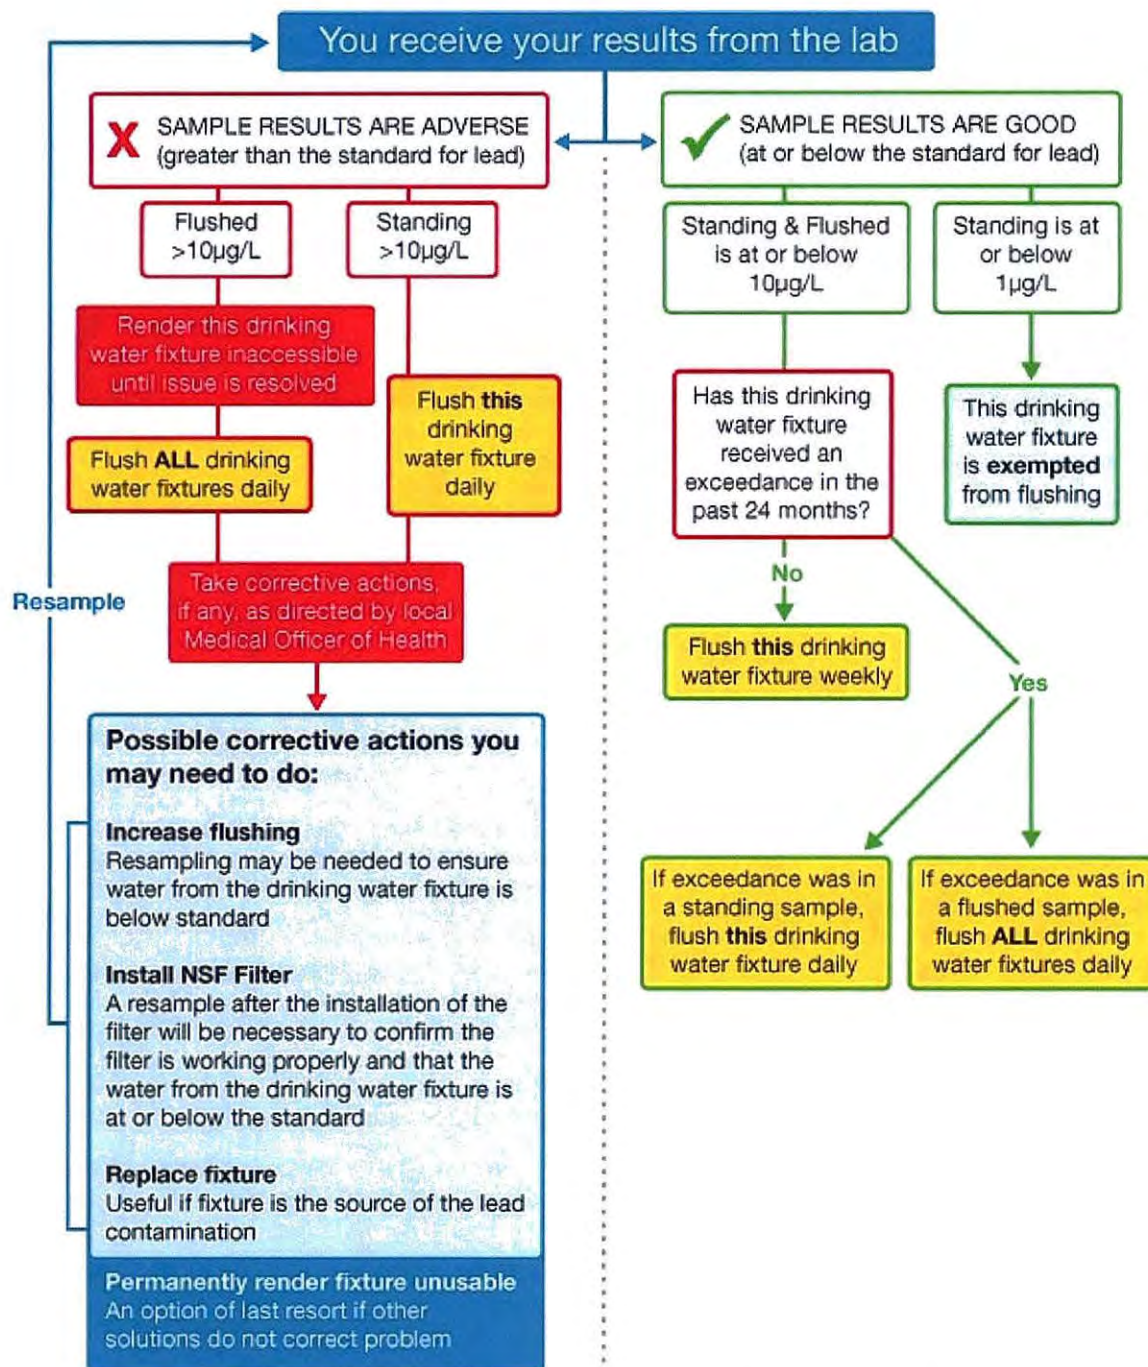 You receive your results from the lab
X SAMPLE RESULTS ARE ADVERSE
(greater than the standard for lead)
Flushed
>10µg/L
Standing
>10µg/L
Render this drinking
water fixture inaccessible
until issue is resolved
Flush ALL drinking
water fixtures daily
Flush this
drinking
water fixture
daily
Take corrective actions,
if any, as directed by local
Medical Officer of Health
Resample
Possible corrective actions you
may need to do:
Increase flushing
Resampling may be needed to ensure
water from the drinking water fixture is
below standard
Install NSF Filter
A resample after the installation of the
filter will be necessary to confirm the
filter is working properly and that the
water from the drinking water fixture is
at or below the standard
Replace fixture
Useful if fixture is the source of the lead
contamination
Permanently render fixture unusable
An option of last resort if other
solutions do not correct problem
SAMPLE RESULTS ARE GOOD
(at or below the standard for lead)
Standing & Flushed
is at or below
10µg/L
Standing is at
or below
1µg/L
Has this drinking
water fixture
received an
exceedance in the
past 24 months?
This drinking
water fixture
is exempted
from flushing
No
Flush this drinking
water fixture weekly
Yes
If exceedance was in
a standing sample,
flush this drinking
water fixture daily
If exceedance was in
a flushed sample,
flush ALL drinking
water fixtures daily